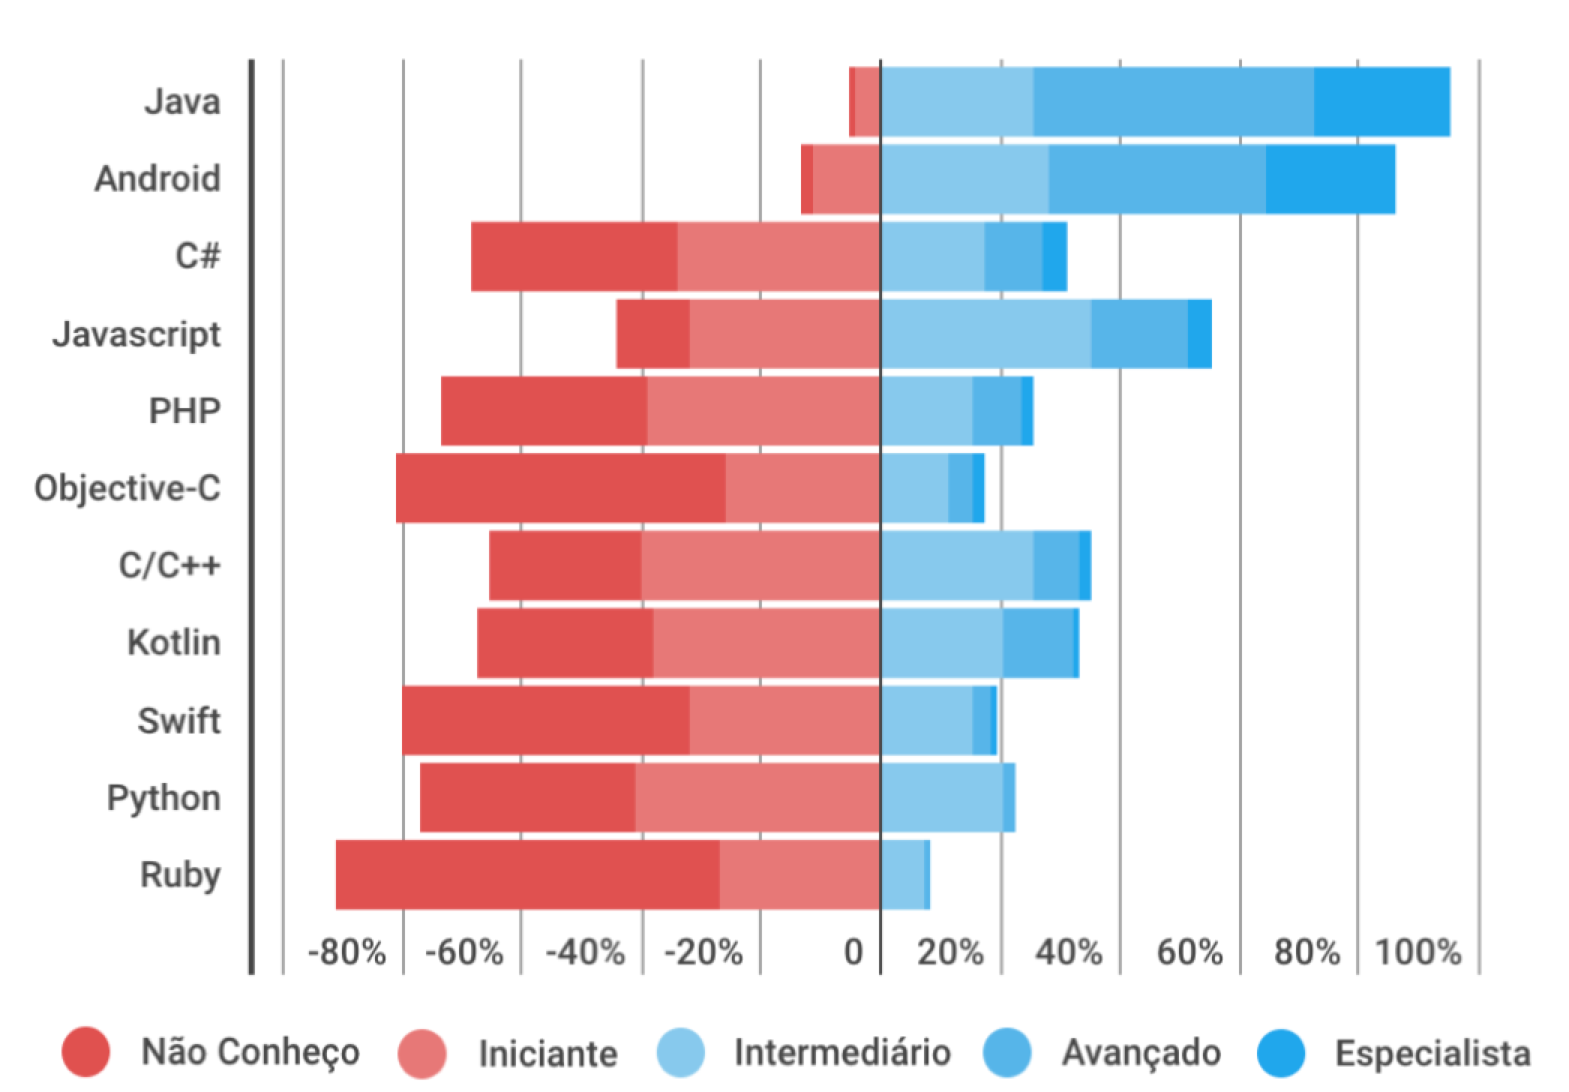 Java
Android
C#
Javascript
PHP
Objective-C
C/C++
Kotlin
Swift
Python
Ruby
-80% -60% -40% -20% 0 20% 40% 60% 80% 100%
Não Conheço Iniciante Intermediário Avançado Especialista